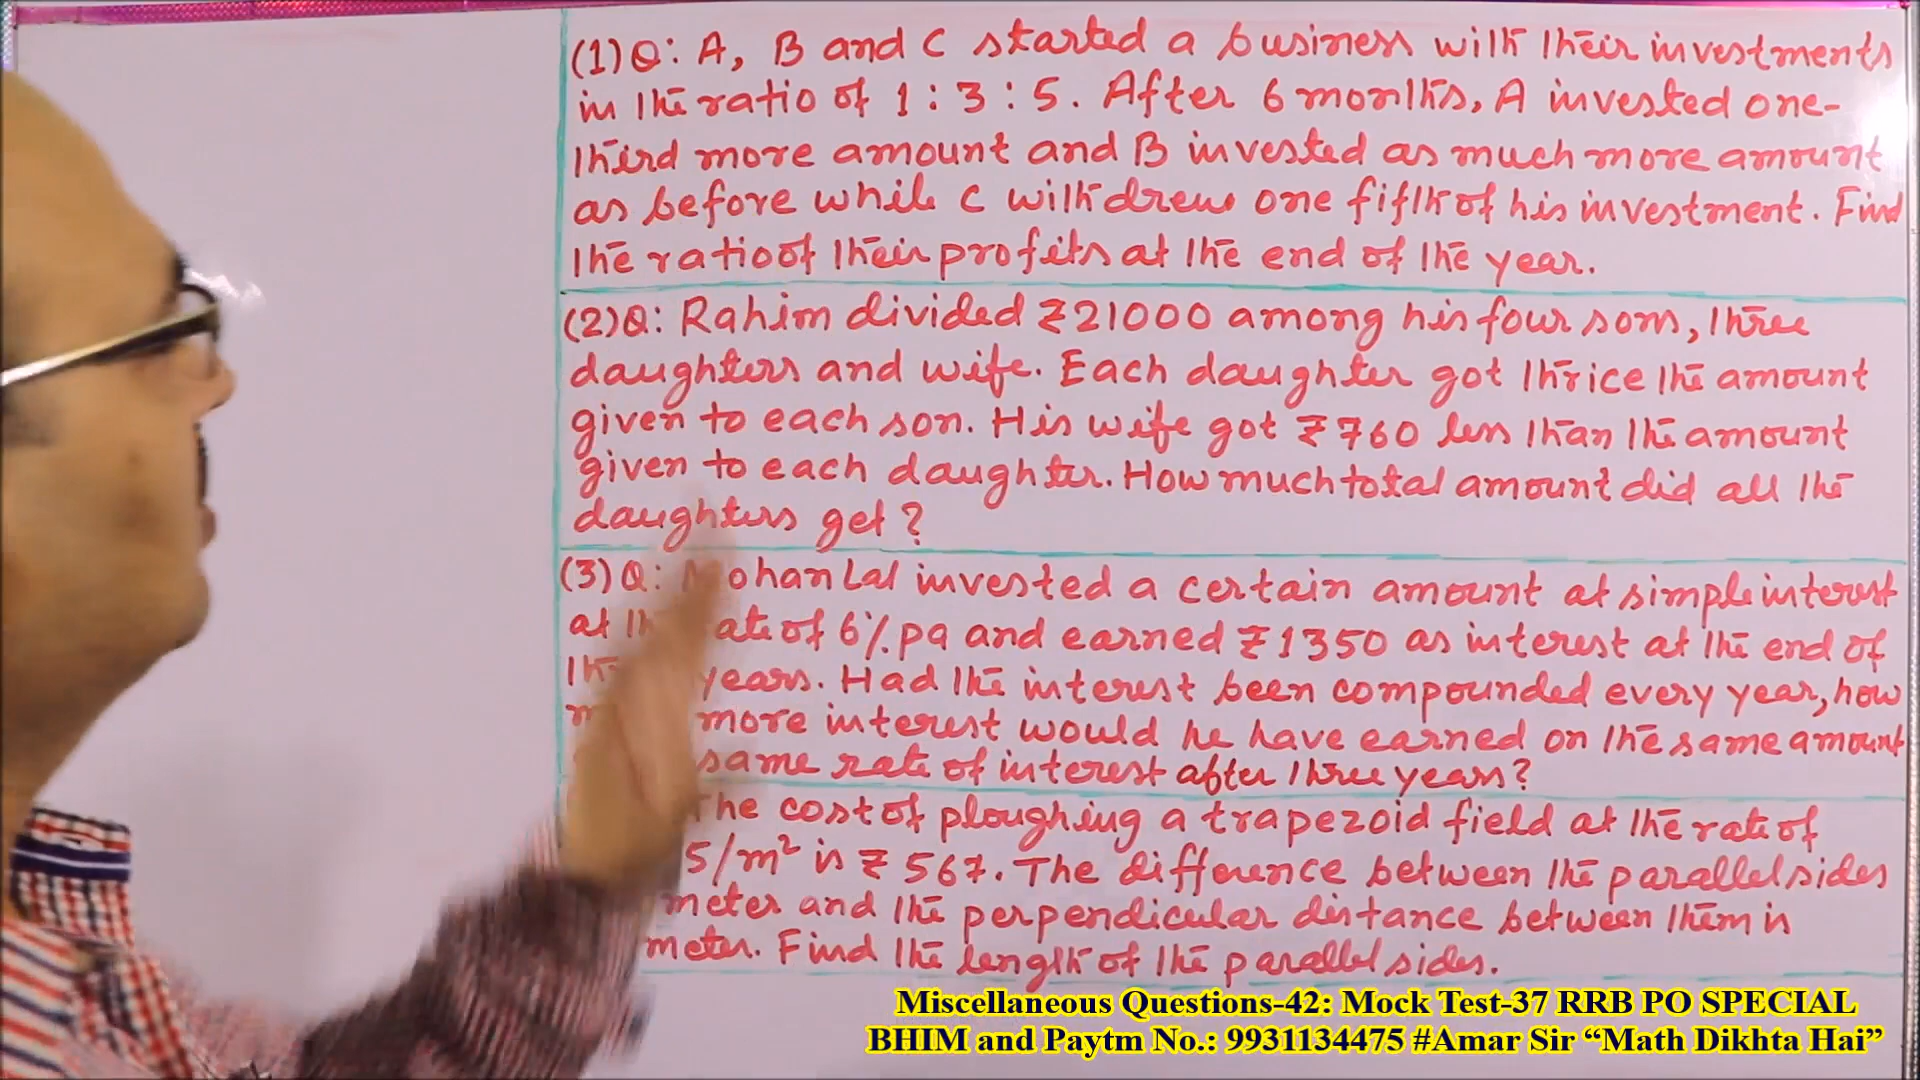 (1)Q: A, B and C started a business with their investments
in the ratio of 1 : 3 : 5. After 6 months, A invested one-
third more amount and B invested as much more amount
as before while C withdrew one fifth of his investment. Find
the ratio of their profits at the end of the year.
(2)Q: Rahim divided ₹21000 among his four sons, three
daughters and wife. Each daughter got thrice the amount
given to each son. His wife got ₹760 less than the amount
given to each daughter. How much total amount did all the
daughters get?
(3)Q: Mohan Lal invested a certain amount at simple interest
at rate of 6% pa and earned ₹1350 as interest at the end of
years. Had the interest been compounded every year, how
more interest would he have earned on the same amount
same rate of interest after three years?
The cost of ploughing a trapezoid field at the rate of
5/m² is ₹567. The difference between the parallel sides
meter and the perpendicular distance between them is
meter. Find the length of the parallel sides.
Miscellaneous Questions-42: Mock Test-37 RRB PO SPECIAL
BHIM and Paytm No.: 9931134475 #Amar Sir “Math Dikhta Hai”